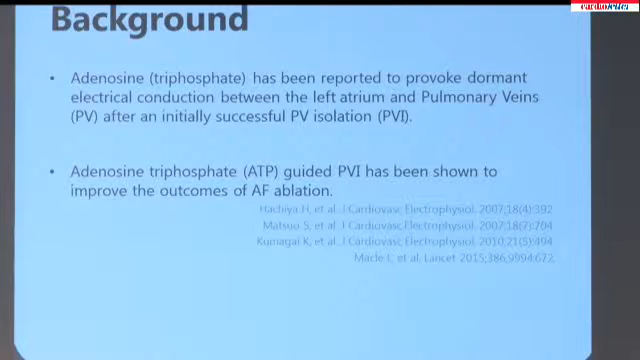 cardioletter
Background
• Adenosine (triphosphate) has been reported to provoke dormant
electrical conduction between the left atrium and Pulmonary Veins
(PV) after an initially successful PV isolation (PVI).
• Adenosine triphosphate (ATP) guided PVI has been shown to
improve the outcomes of AF ablation.
Hachiya H, et al. J Cardiovasc Electrophysiol. 2007;18(4):392
Matsuo S, et al. J Cardiovasc Electrophysiol. 2007;18(7):704
Kumagai K, et al. J Cardiovasc Electrophysiol. 2010;21(5):494
Macle L, et al. Lancet 2015;386,9994:672